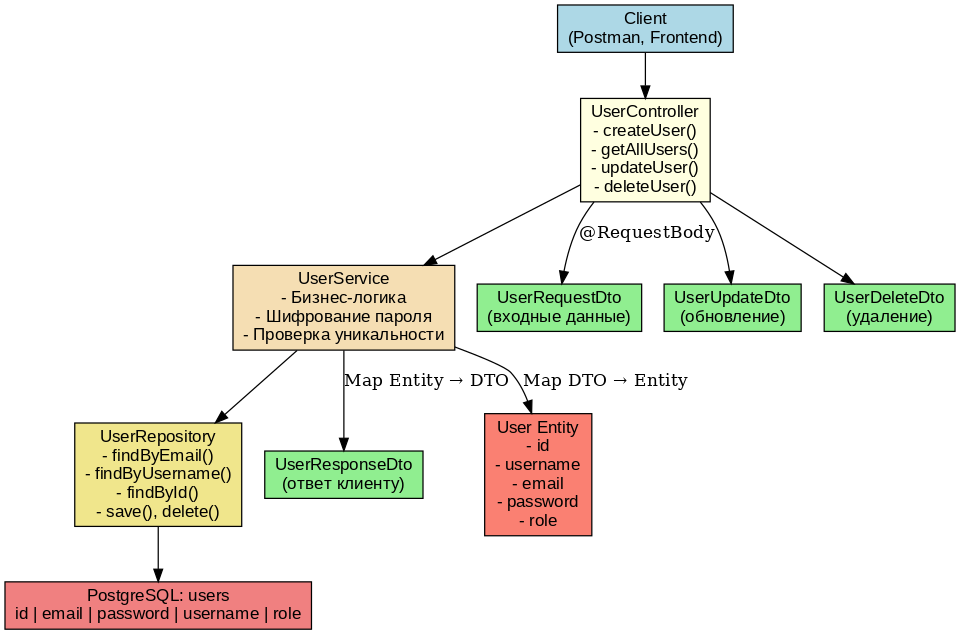 Client
(Postman, Frontend)
UserController
- createUser()
- getAllUsers()
- updateUser()
- deleteUser()
@RequestBody
UserService
- Бизнес-логика
- Шифрование пароля
- Проверка уникальности
UserRequestDto
(входные данные)
UserUpdateDto
(обновление)
UserDeleteDto
(удаление)
Map Entity → DTO
Map DTO → Entity
UserRepository
- findByEmail()
- findByUsername()
- findById()
- save(), delete()
UserResponseDto
(ответ клиенту)
User Entity
- id
- username
- email
- password
- role
PostgreSQL: users
id | email | password | username | role